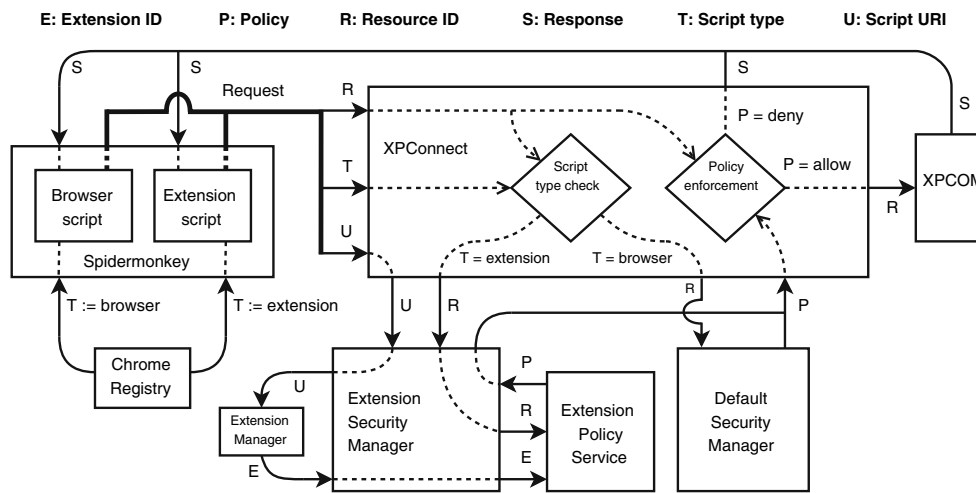 E: Extension ID P: Policy R: Resource ID S: Response T: Script type U: Script URI
S S S S
Request R
P = deny
XPConnect
Script
type check
Policy
enforcement
P = allow
T
R
XPCOM
Browser
script
Extension
script
U
Spidermonkey
T = extension T = browser
T := browser T := extension
U R R P
Chrome
Registry
U
P
Extension
Manager
Extension
Security
Manager
R
Extension
Policy
Service
Default
Security
Manager
E E